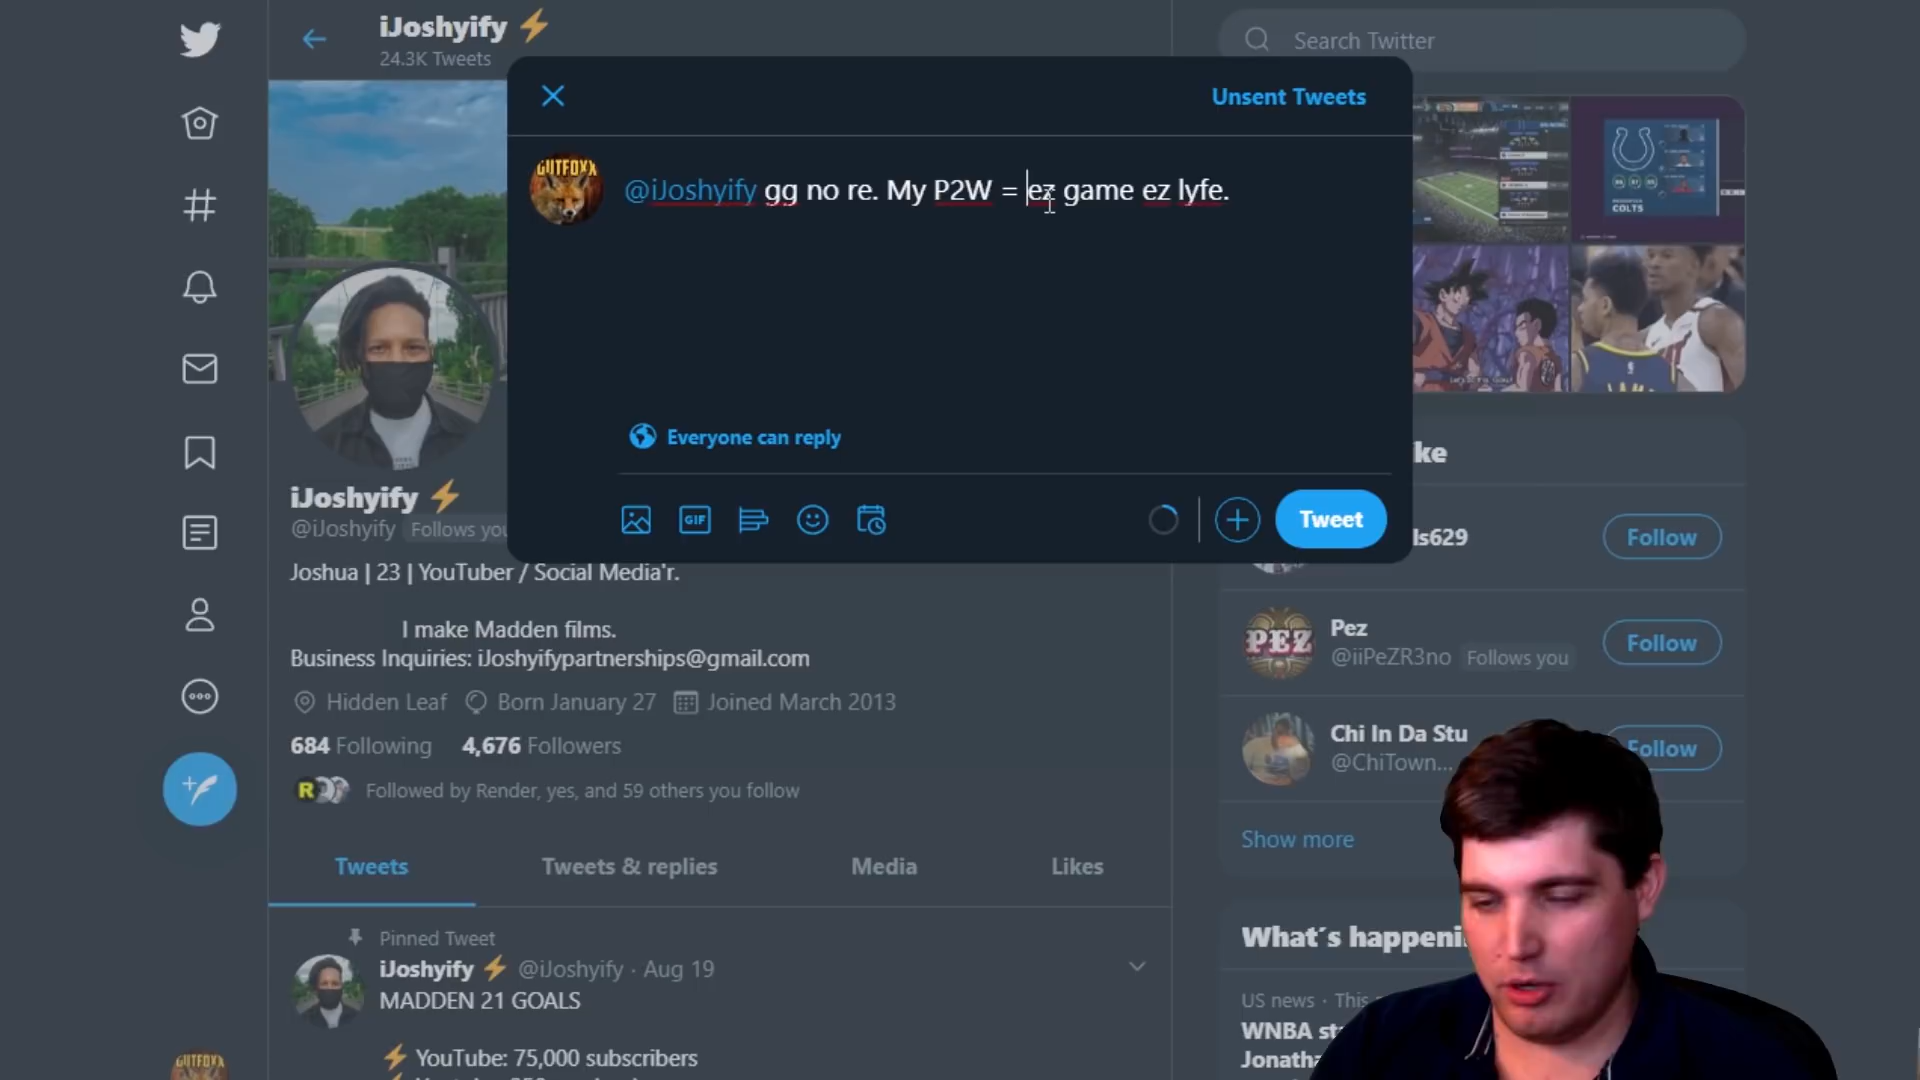 iJoshyify
24.3K Tweets
Search Twitter
Unsent Tweets
GUTFOXX
@iJoshyify gg no re. My P2W = ez game ez lyfe.
COLTS
Everyone can reply
GIF
Tweet
ke
iJoshyify
@iJoshyify Follows you
ls629
Follow
Joshua | 23 | YouTuber / Social Media'r.
I make Madden films.
Business Inquiries: iJoshyifypartnerships@gmail.com
PEZ
Pez
@iiPeZR3no Follows you
Follow
Hidden Leaf Born January 27 Joined March 2013
684 Following 4,676 Followers
Chi In Da Stu
@ChiTown...
Follow
R
Followed by Render, yes, and 59 others you follow
Show more
Tweets Tweets & replies Media Likes
What's happeni
Pinned Tweet
iJoshyify @iJoshyify · Aug 19
MADDEN 21 GOALS
YouTube: 75,000 subscribers
US news · This
WNBA st
Jonatha
GUTFOXX